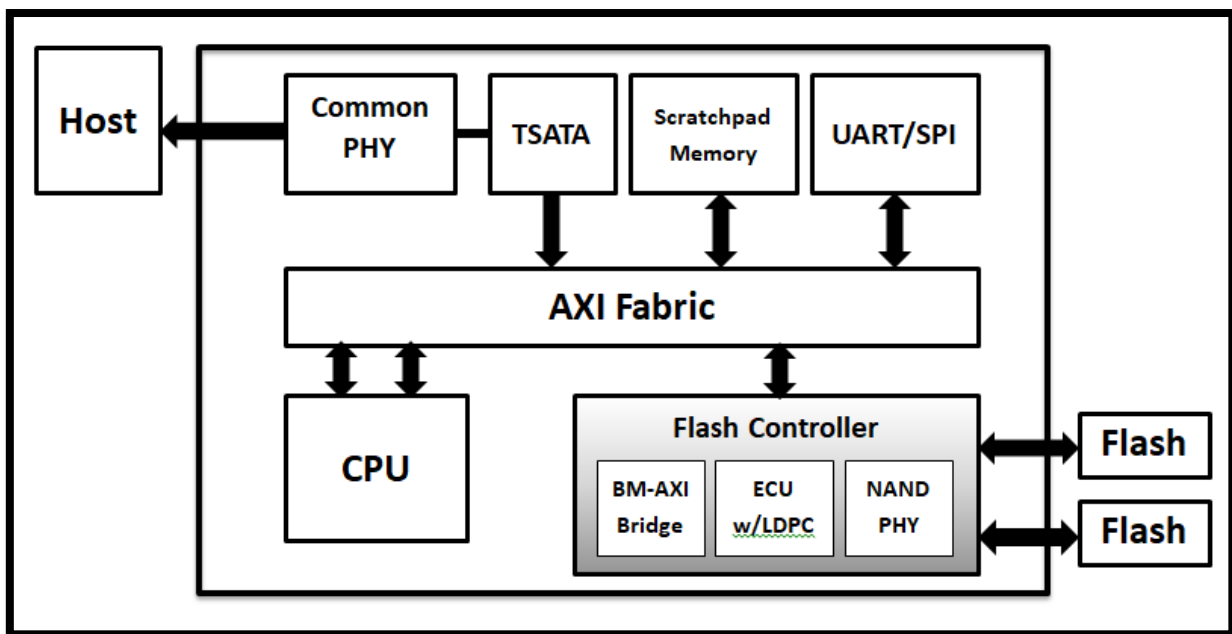 Host
Common
PHY
TSATA
Scratchpad
Memory
UART/SPI
AXI Fabric
CPU
Flash Controller
BM-AXI
Bridge
ECU
w/LDPC
NAND
PHY
Flash
Flash